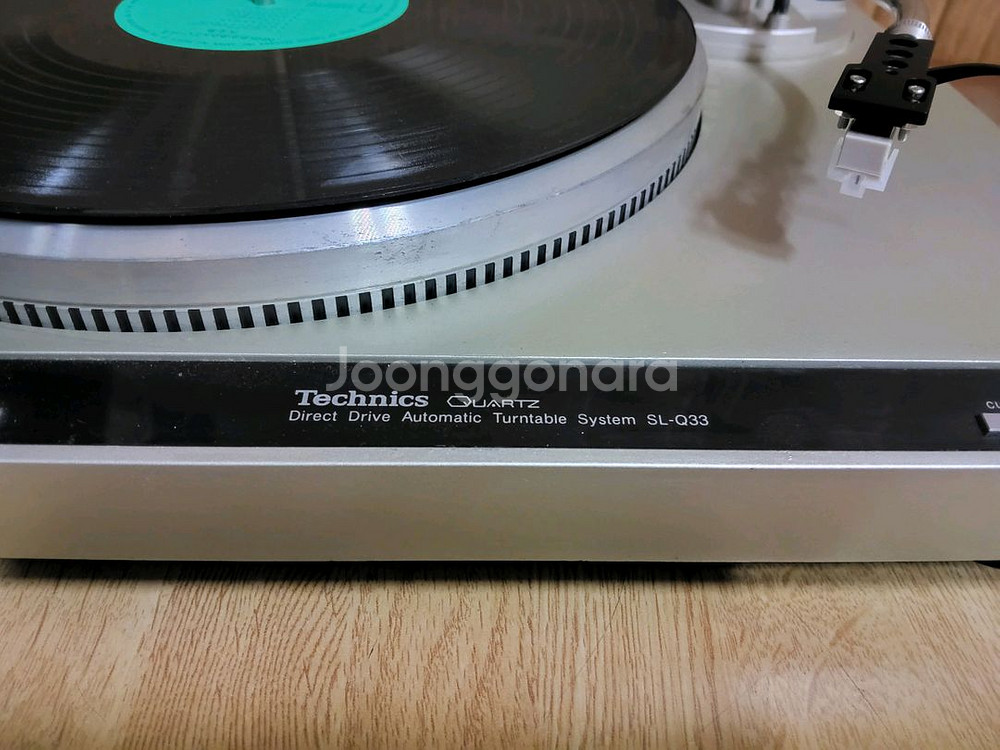 Joonggonara
Technics QUARTZ
Direct Drive Automatic Turntable System SL-Q33